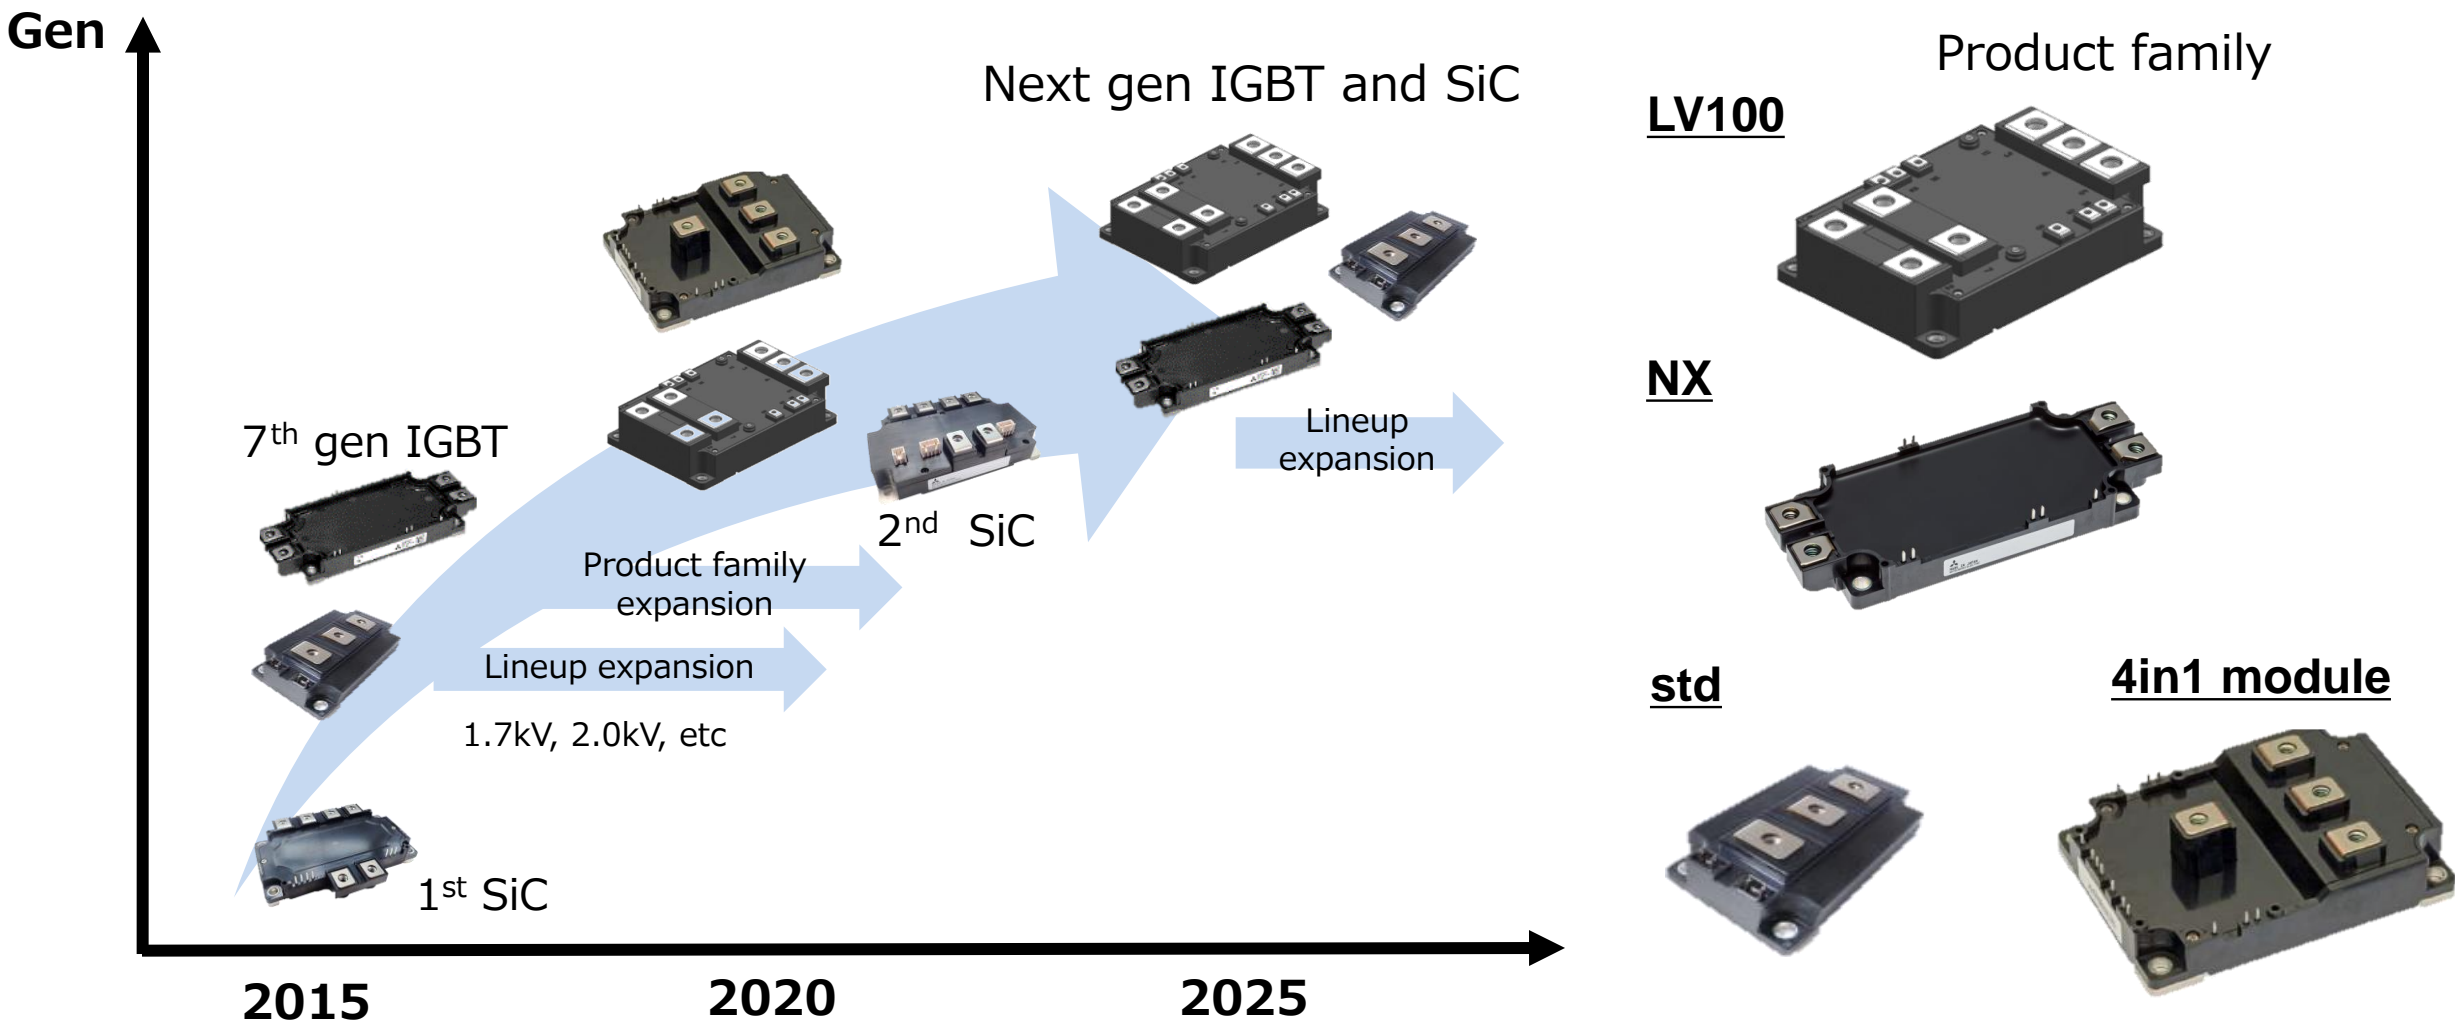 Gen
Next gen IGBT and SiC
7th gen IGBT
2nd SiC
Lineup
expansion
Product family
expansion
Lineup expansion
1.7kV, 2.0kV, etc
1st SiC
2015
2020
2025
Product family
LV100
NX
std
4in1 module